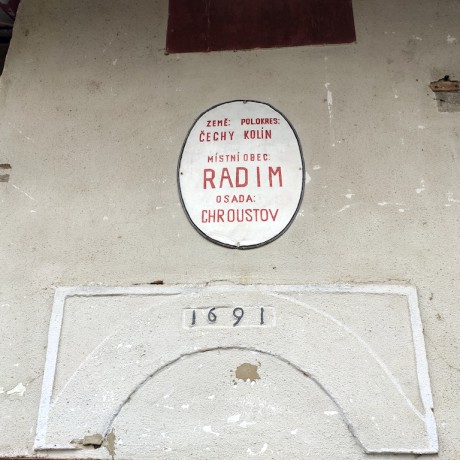 ZEMĚ: POLOKRES:
ČECHY KOLÍN
MÍSTNÍ OBEC:
RADIM
OSADA:
CHROUSTOV
1691